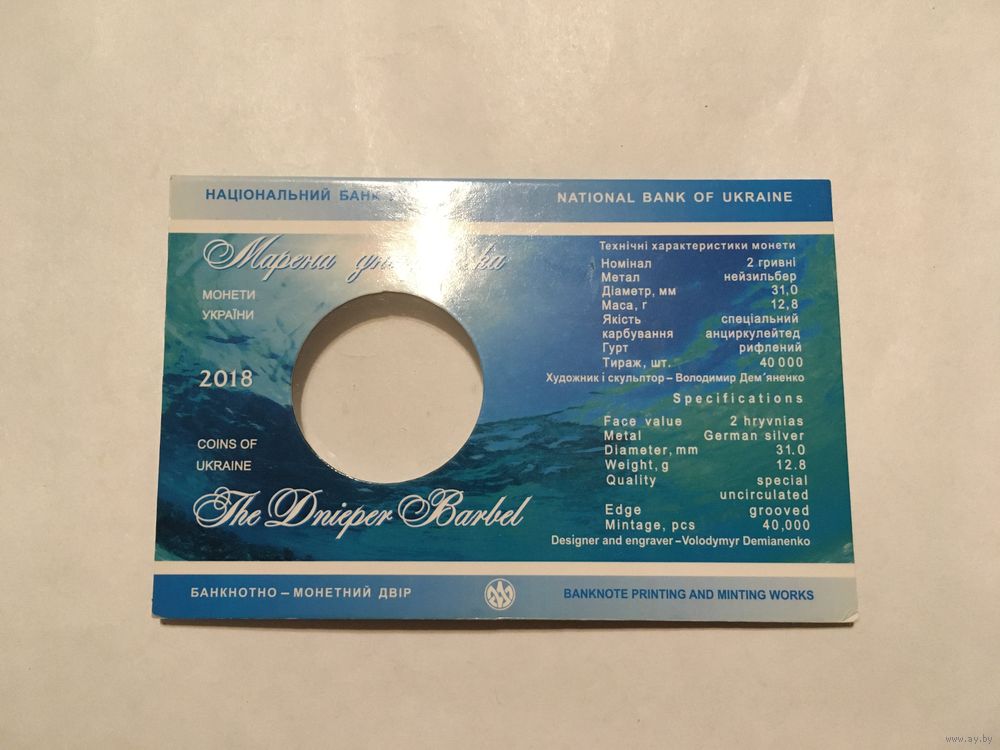 НАЦІОНАЛЬНИЙ БАНК
NATIONAL BANK OF UKRAINE
Марена
МОНЕТИ
УКРАЇНИ
2018
COINS OF
UKRAINE
The Dnieper Barbel
Технічні характеристики монети
Номінал 2 гривні
Метал нейзильбер
Діаметр, мм 31,0
Маса, г 12,8
Якість спеціальний
карбування анциркулейтед
Гурт рифлений
Тираж, шт. 40 000
Художник і скульптор – Володимир Дем´яненко
Specifications
Face value 2 hryvnias
Metal German silver
Diameter, mm 31.0
Weight, g 12.8
Quality special
uncirculated
Edge grooved
Mintage, pcs 40,000
Designer and engraver – Volodymyr Demianenko
БАНКНОТНО – МОНЕТНИЙ ДВІР
BANKNOTE PRINTING AND MINTING WORKS
www.ay.by